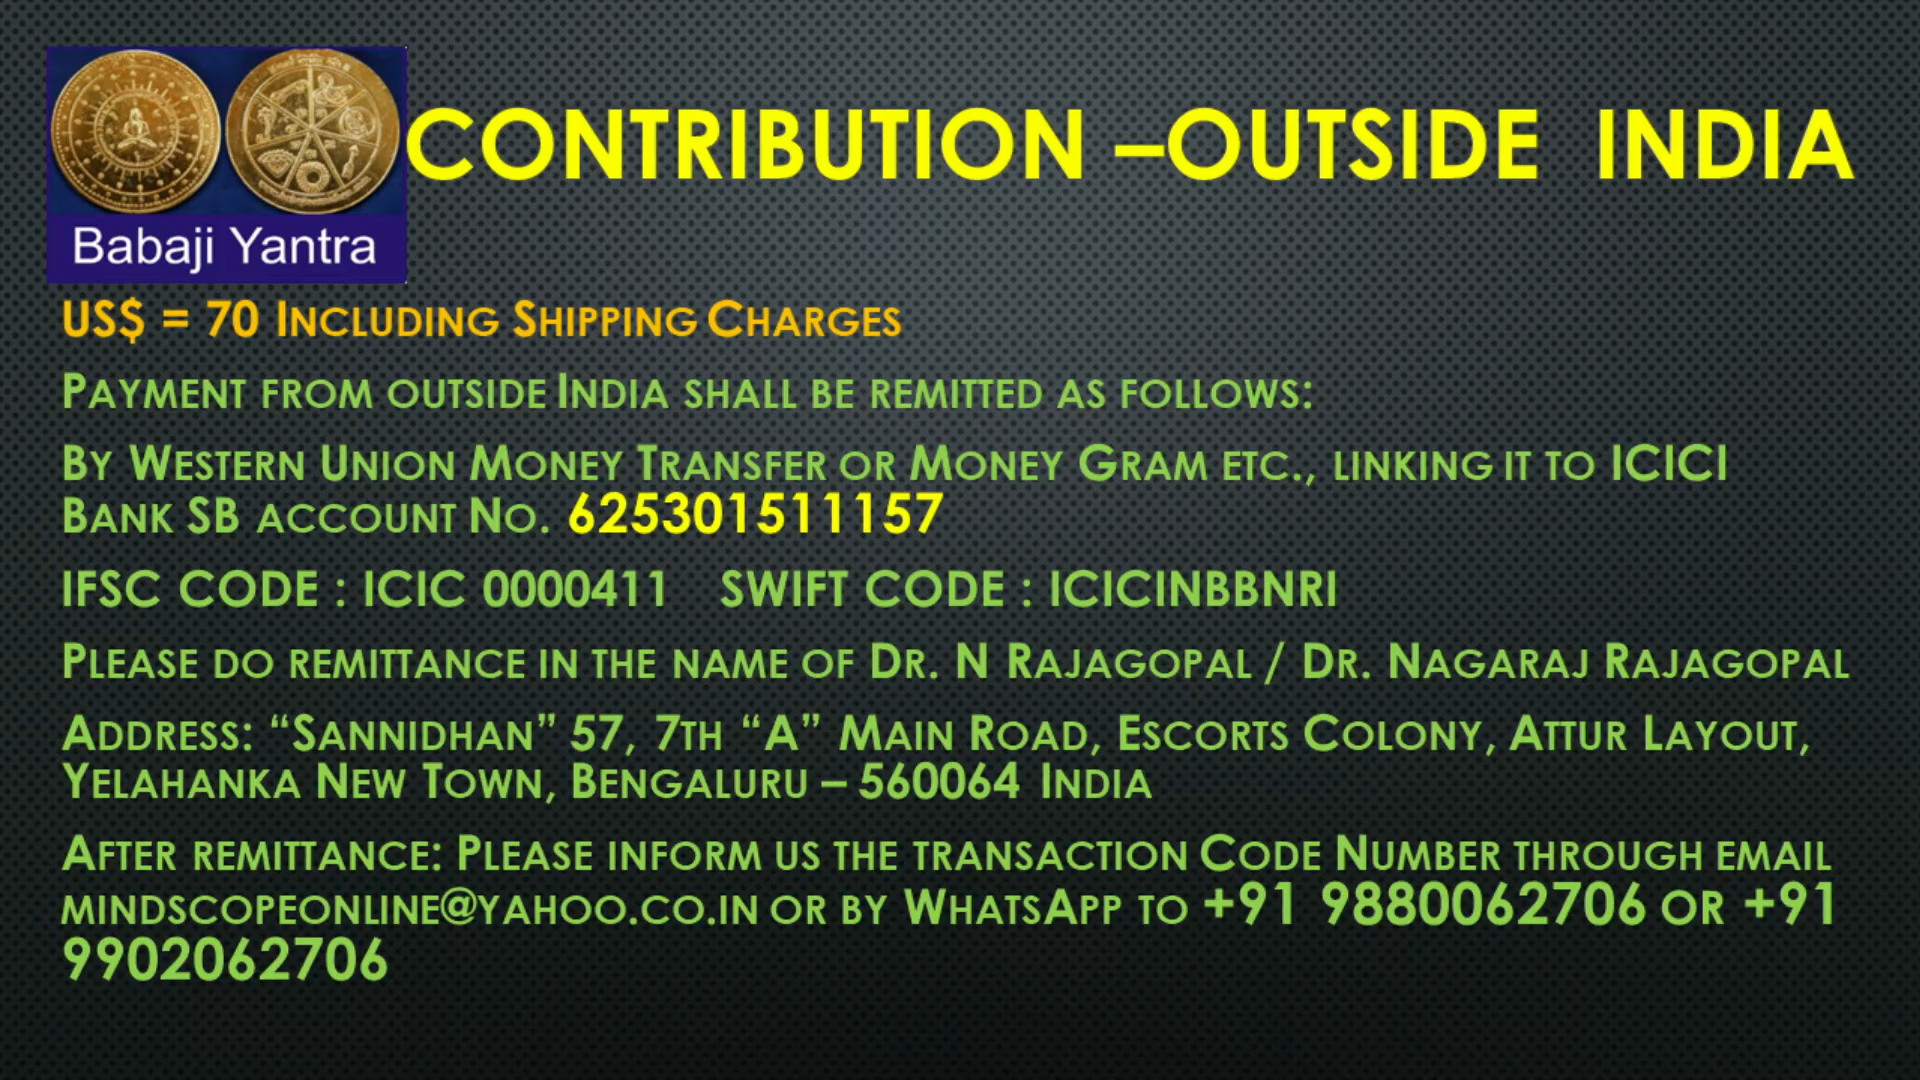 CONTRIBUTION –OUTSIDE INDIA
Babaji Yantra
US$ = 70 INCLUDING SHIPPING CHARGES
PAYMENT FROM OUTSIDE INDIA SHALL BE REMITTED AS FOLLOWS:
BY WESTERN UNION MONEY TRANSFER OR MONEY GRAM ETC., LINKING IT TO ICICI
BANK SB ACCOUNT NO. 625301511157
IFSC CODE : ICIC 0000411 SWIFT CODE : ICICINBBNRI
PLEASE DO REMITTANCE IN THE NAME OF DR. N RAJAGOPAL / DR. NAGARAJ RAJAGOPAL
ADDRESS: “SANNIDHAN” 57, 7TH “A” MAIN ROAD, ESCORTS COLONY, ATTUR LAYOUT,
YELAHANKA NEW TOWN, BENGALURU – 560064 INDIA
AFTER REMITTANCE: PLEASE INFORM US THE TRANSACTION CODE NUMBER THROUGH EMAIL
MINDSCOPEONLINE@YAHOO.CO.IN OR BY WHATSAPP TO +91 9880062706 OR +91
9902062706